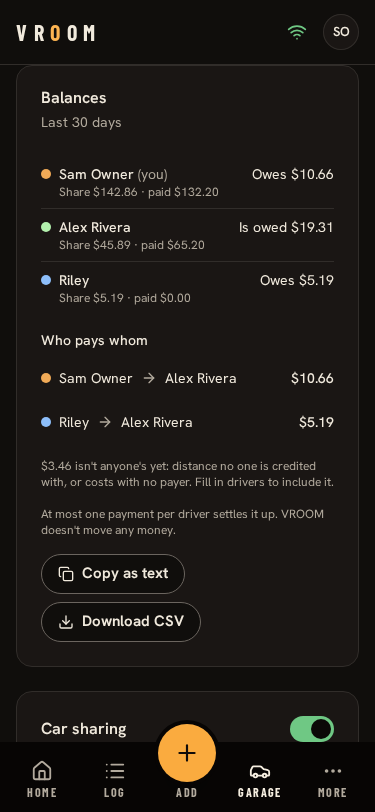 VROOM
SO
Balances
Last 30 days
Sam Owner (you)
Owes $10.66
Share $142.86 · paid $132.20
Alex Rivera
Is owed $19.31
Share $45.89 · paid $65.20
Riley
Owes $5.19
Share $5.19 · paid $0.00
Who pays whom
Sam Owner → Alex Rivera
$10.66
Riley → Alex Rivera
$5.19
$3.46 isn't anyone's yet: distance no one is credited
with, or costs with no payer. Fill in drivers to include it.
At most one payment per driver settles it up. VROOM
doesn't move any money.
Copy as text
Download CSV
Car sharing
HOME
LOG
ADD
GARAGE
MORE